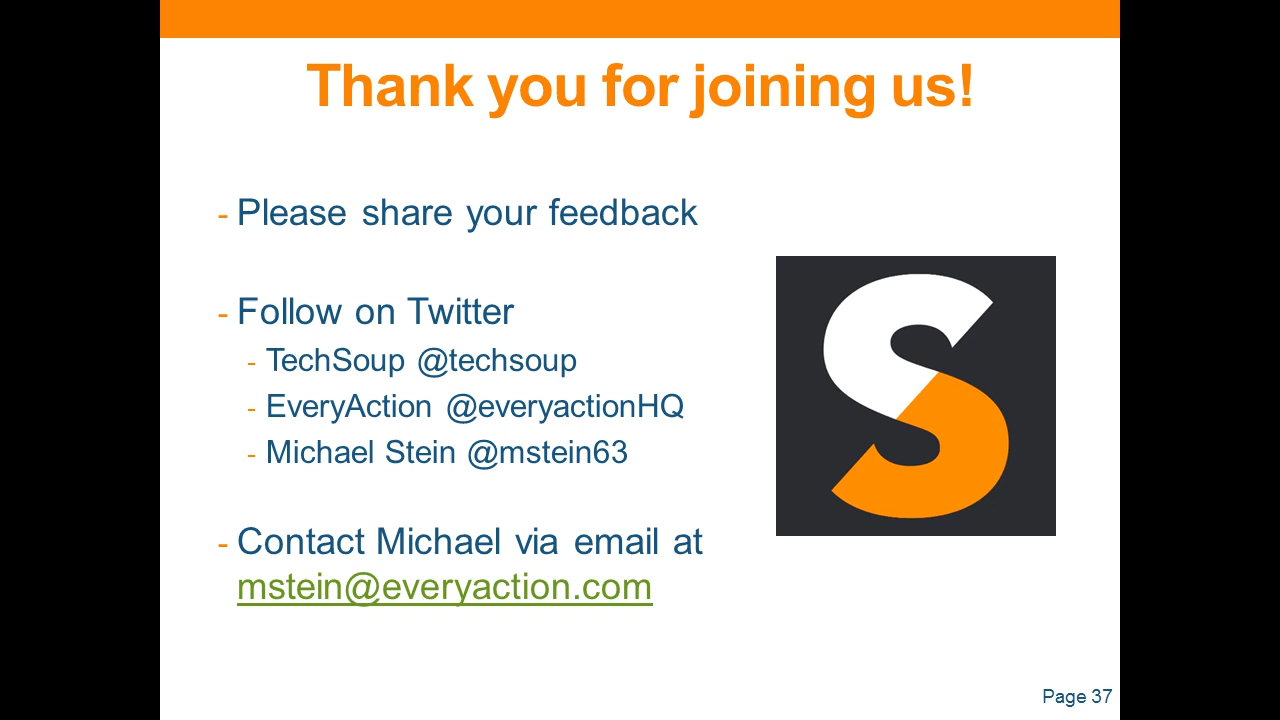 Thank you for joining us!
- Please share your feedback
- Follow on Twitter
- TechSoup @techsoup
- EveryAction @everyactionHQ
- Michael Stein @mstein63
- Contact Michael via email at
mstein@everyaction.com
S
Page 37